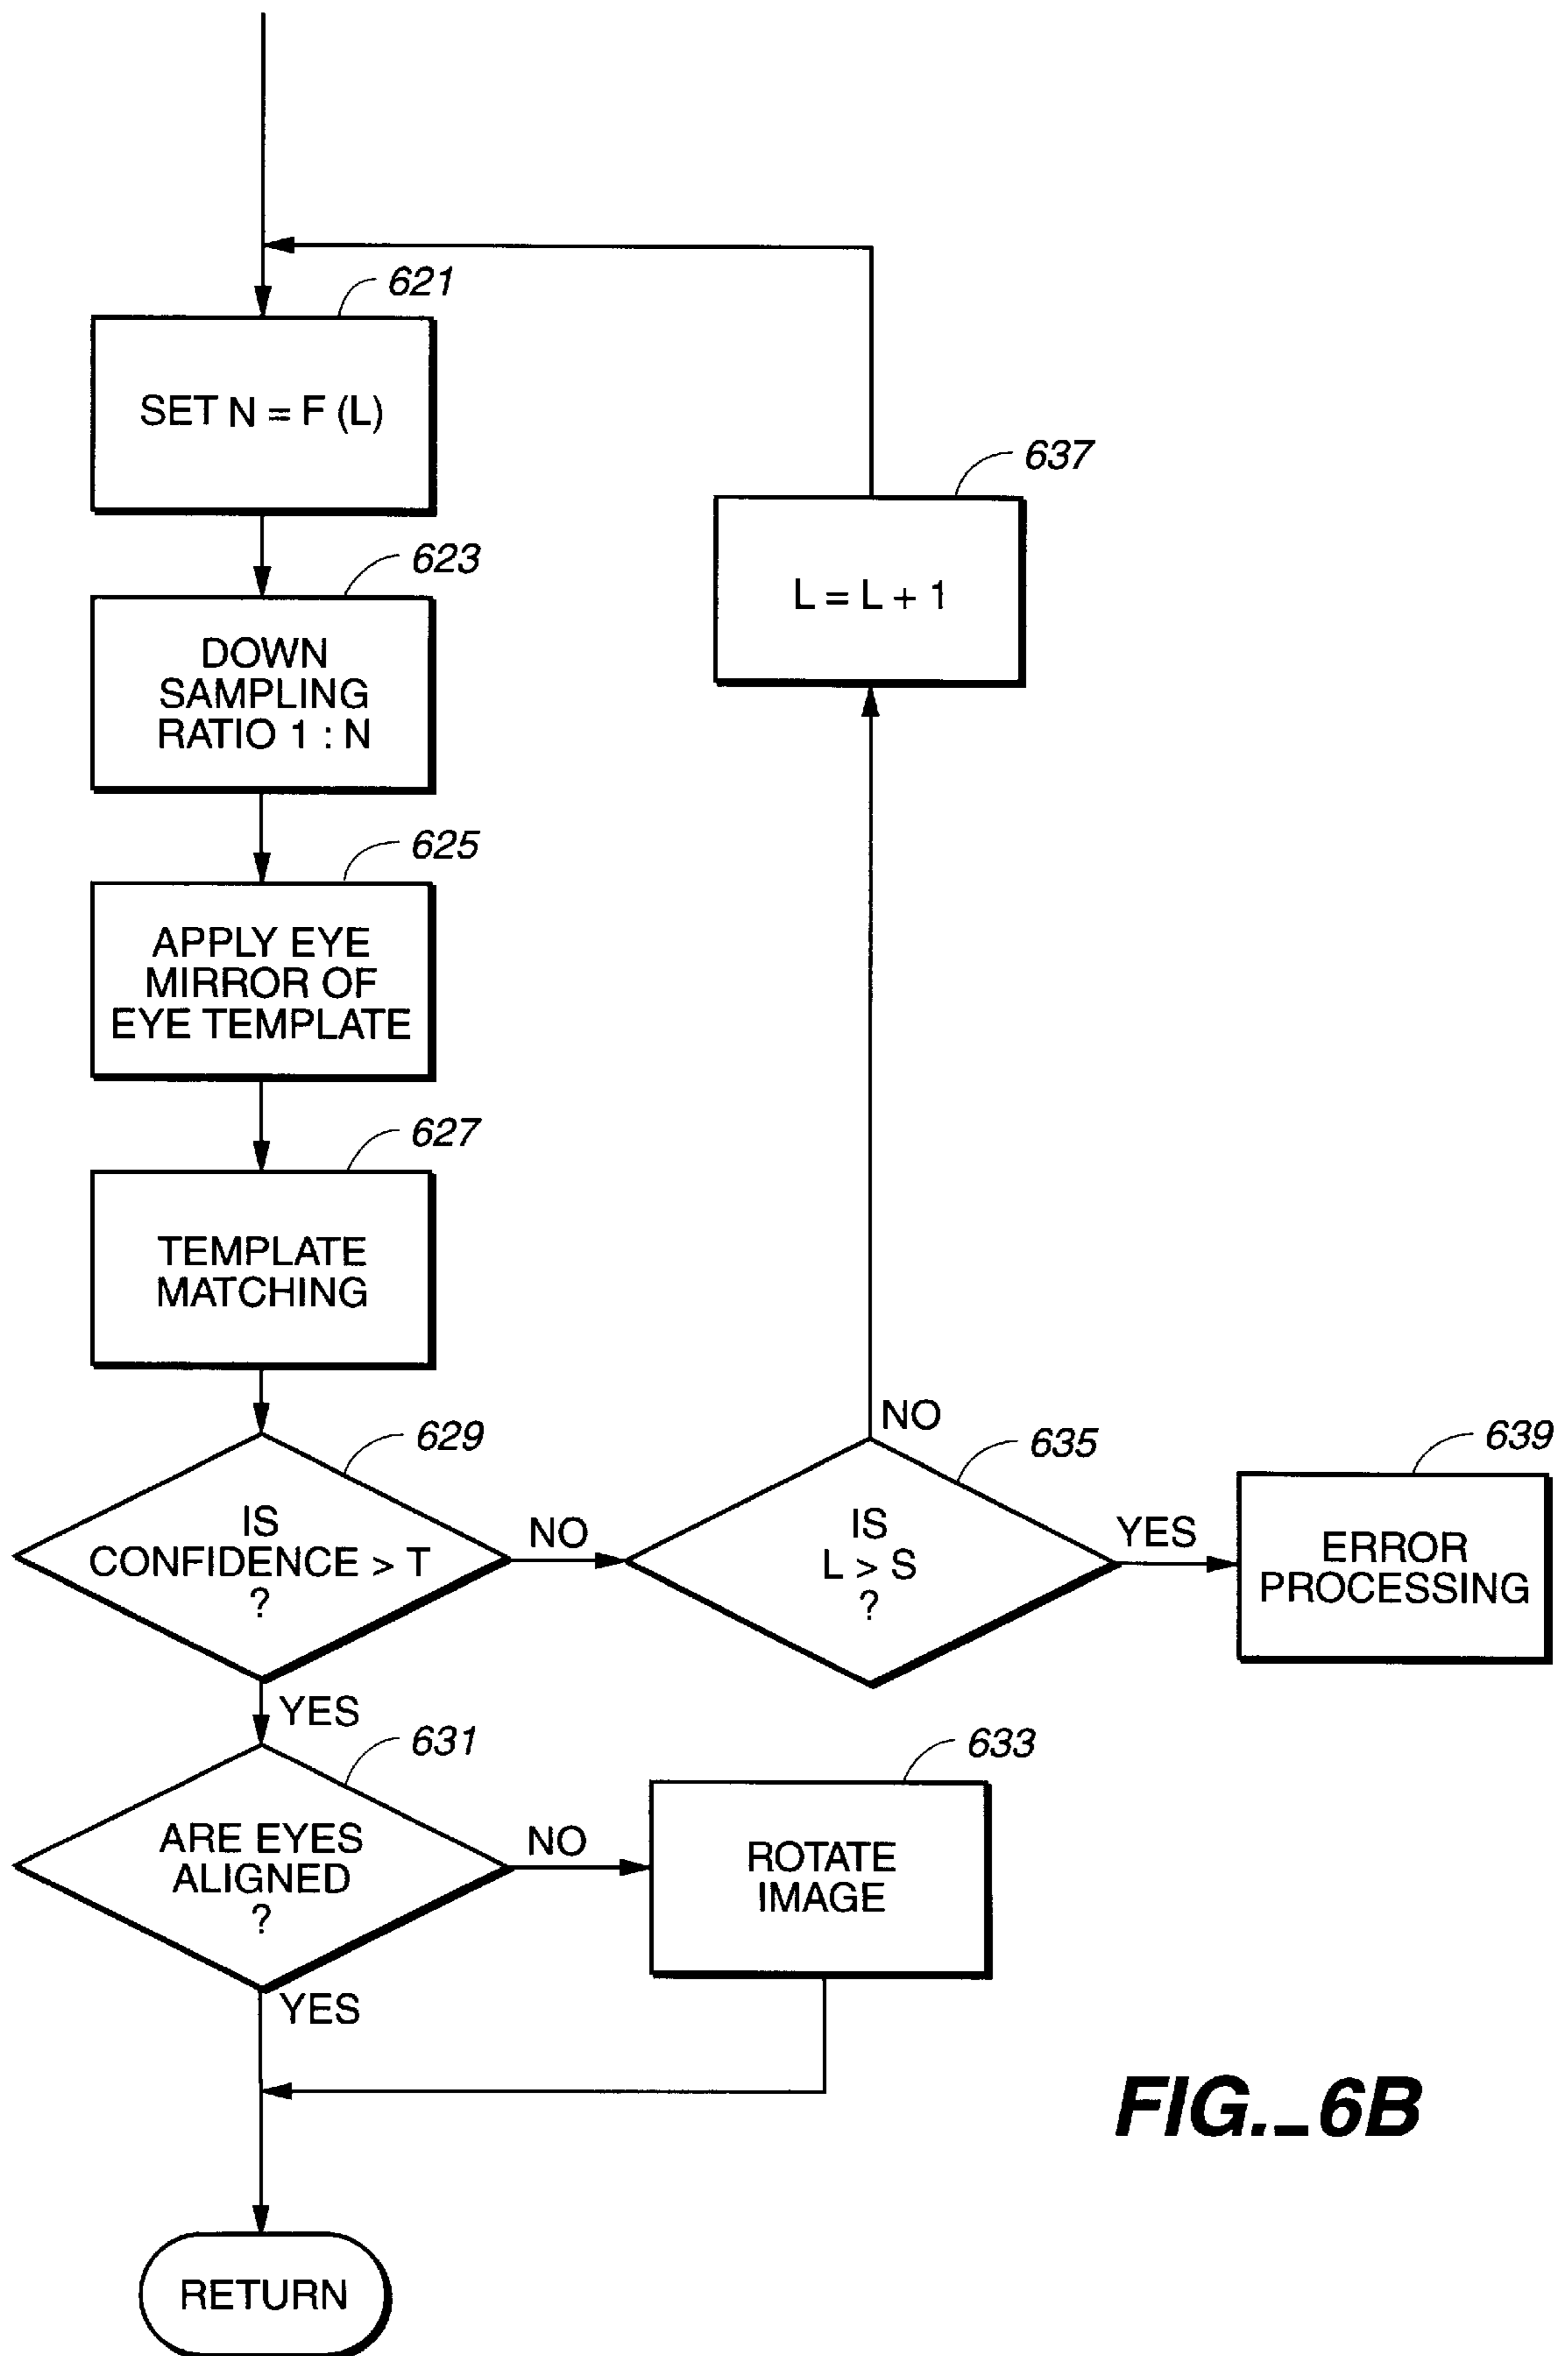 621
SET N = F (L)
637
L = L + 1
623
DOWN
SAMPLING
RATIO 1 : N
625
APPLY EYE
MIRROR OF
EYE TEMPLATE
627
TEMPLATE
MATCHING
629
IS
CONFIDENCE > T
?
NO
YES
635
IS
L > S
?
NO
YES
639
ERROR
PROCESSING
631
ARE EYES
ALIGNED
?
NO
YES
633
ROTATE
IMAGE
RETURN
FIG._6B